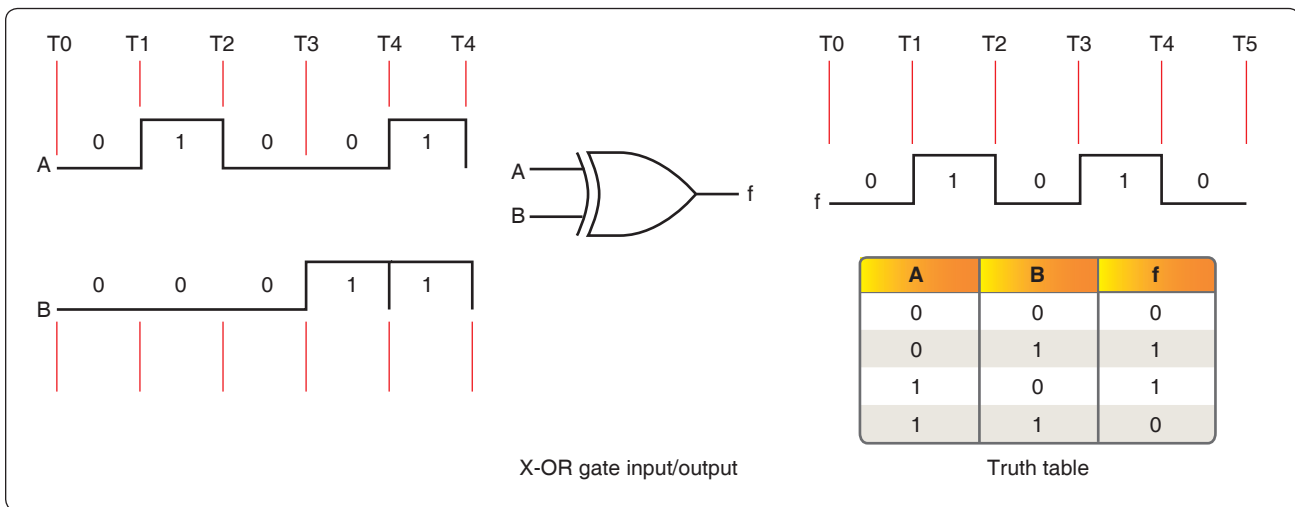 T0 T1 T2 T3 T4 T4
A 0 1 0 0 1
B 0 0 0 1 1
A
B
f
T0 T1 T2 T3 T4 T5
f 0 1 0 1 0
A B f
0 0 0
0 1 1
1 0 1
1 1 0
X-OR gate input/output
Truth table